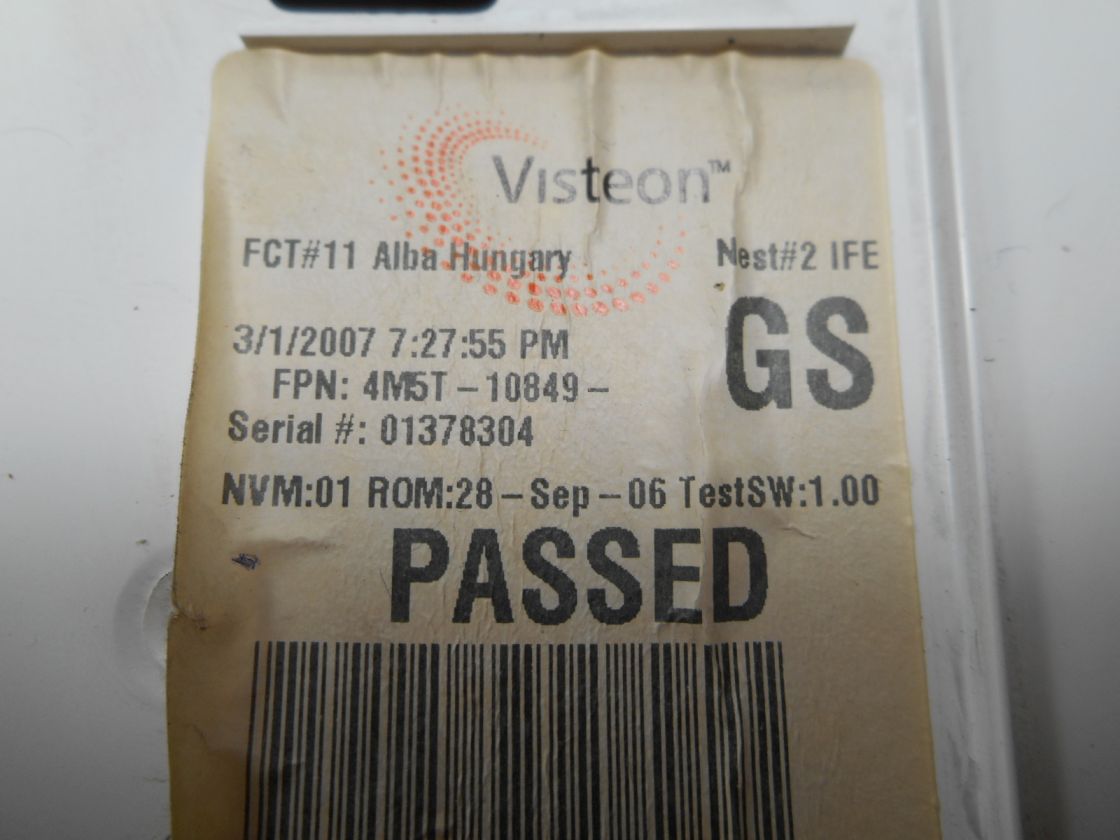 Visteon™
FCT#11 Alba Hungary Nest#2 IFE
GS
3/1/2007 7:27:55 PM
FPN: 4M5T-10849-
Serial #: 01378304
NVM:01 ROM:28-Sep-06 TestSW:1.00
PASSED